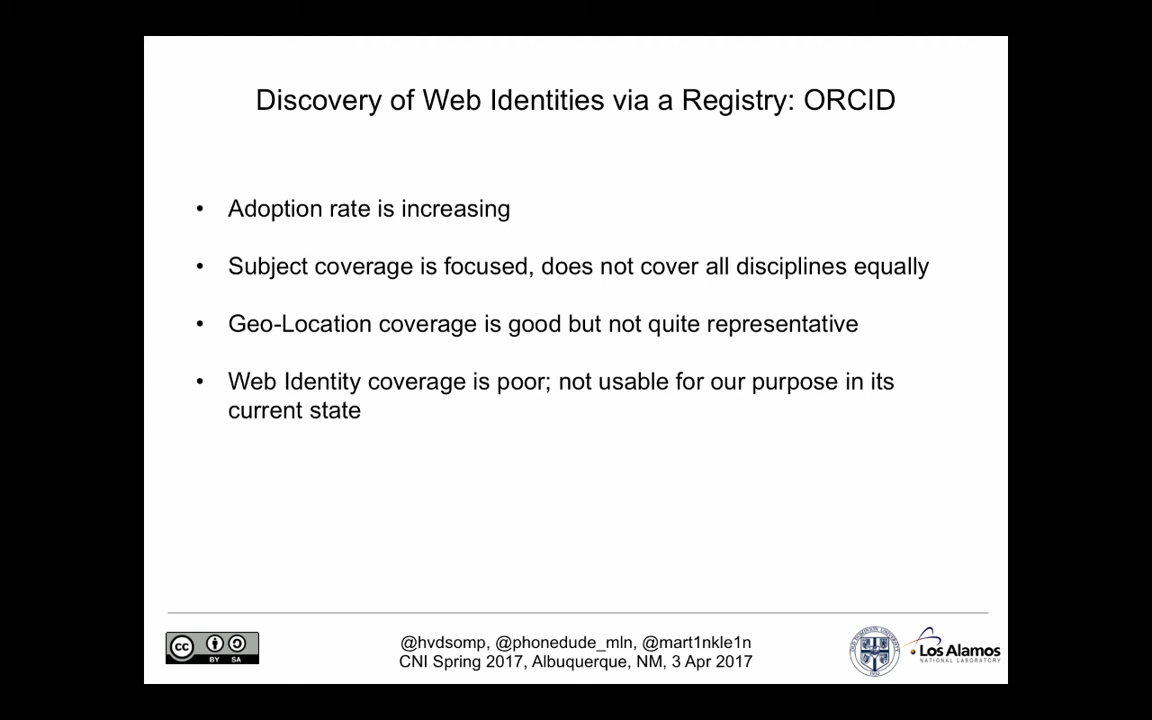 Discovery of Web Identities via a Registry: ORCID
• Adoption rate is increasing
• Subject coverage is focused, does not cover all disciplines equally
• Geo-Location coverage is good but not quite representative
• Web Identity coverage is poor; not usable for our purpose in its
current state
cc
BY SA
@hvdsomp, @phonedude_mln, @mart1nkle1n
CNI Spring 2017, Albuquerque, NM, 3 Apr 2017
Los Alamos
NATIONAL LABORATORY